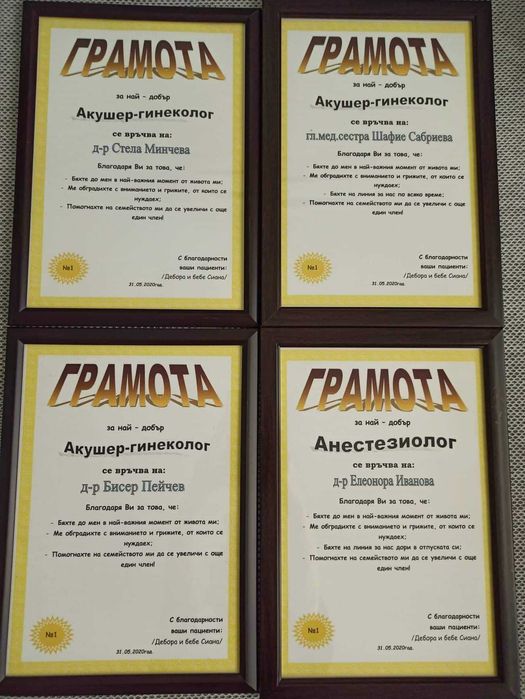 ГРАМОТА
за най - добър
Акушер-гинеколог
се връчва на:
д-р Стела Минчева
Благодаря Ви за това, че:
- Бяхте до мен в най-важния момент от живота ми;
- Ме обградихте с вниманието и грижите, от които се
нуждаех;
- Помогнахте на семейството ми да се увеличи с още
един член!
С благодарности
ваши пациенти:
/Дебора и бебе Сиана/
№1
31.05.2020год.
ГРАМОТА
за най - добър
Акушер-гинеколог
се връчва на:
гл.мед.сестра Шафие Сабриева
Благодаря Ви за това, че:
- Бяхте до мен в най-важния момент от живота ми;
- Ме обградихте с вниманието и грижите, от които се
нуждаех;
- Бяхте на линия за нас по всяко време;
- Помогнахте на семейството ми да се увеличи с още
един член!
С благодарности
ваши пациенти:
/Дебора и бебе Сиана/
№1
31.05.2020год.
ГРАМОТА
за най - добър
Акушер-гинеколог
се връчва на:
д-р Бисер Пейчев
Благодаря Ви за това, че:
- Бяхте до мен в най-важния момент от живота ми;
- Ме обградихте с вниманието и грижите, от които се
нуждаех;
- Помогнахте на семейството ми да се увеличи с още
един член!
С благодарности
ваши пациенти:
/Дебора и бебе Сиана/
№1
31.05.2020год.
ГРАМОТА
за най - добър
Анестезиолог
се връчва на:
д-р Елеонора Иванова
Благодаря Ви за това, че:
- Бяхте до мен в най-важния момент от живота ми;
- Ме обградихте с вниманието и грижите, от които се
нуждаех;
- Бяхте на линия за нас дори в отпуската си;
- Помогнахте на семейството ми да се увеличи с още
един член!
С благодарности
ваши пациенти:
/Дебора и бебе Сиана/
№1
31.05.2020год.